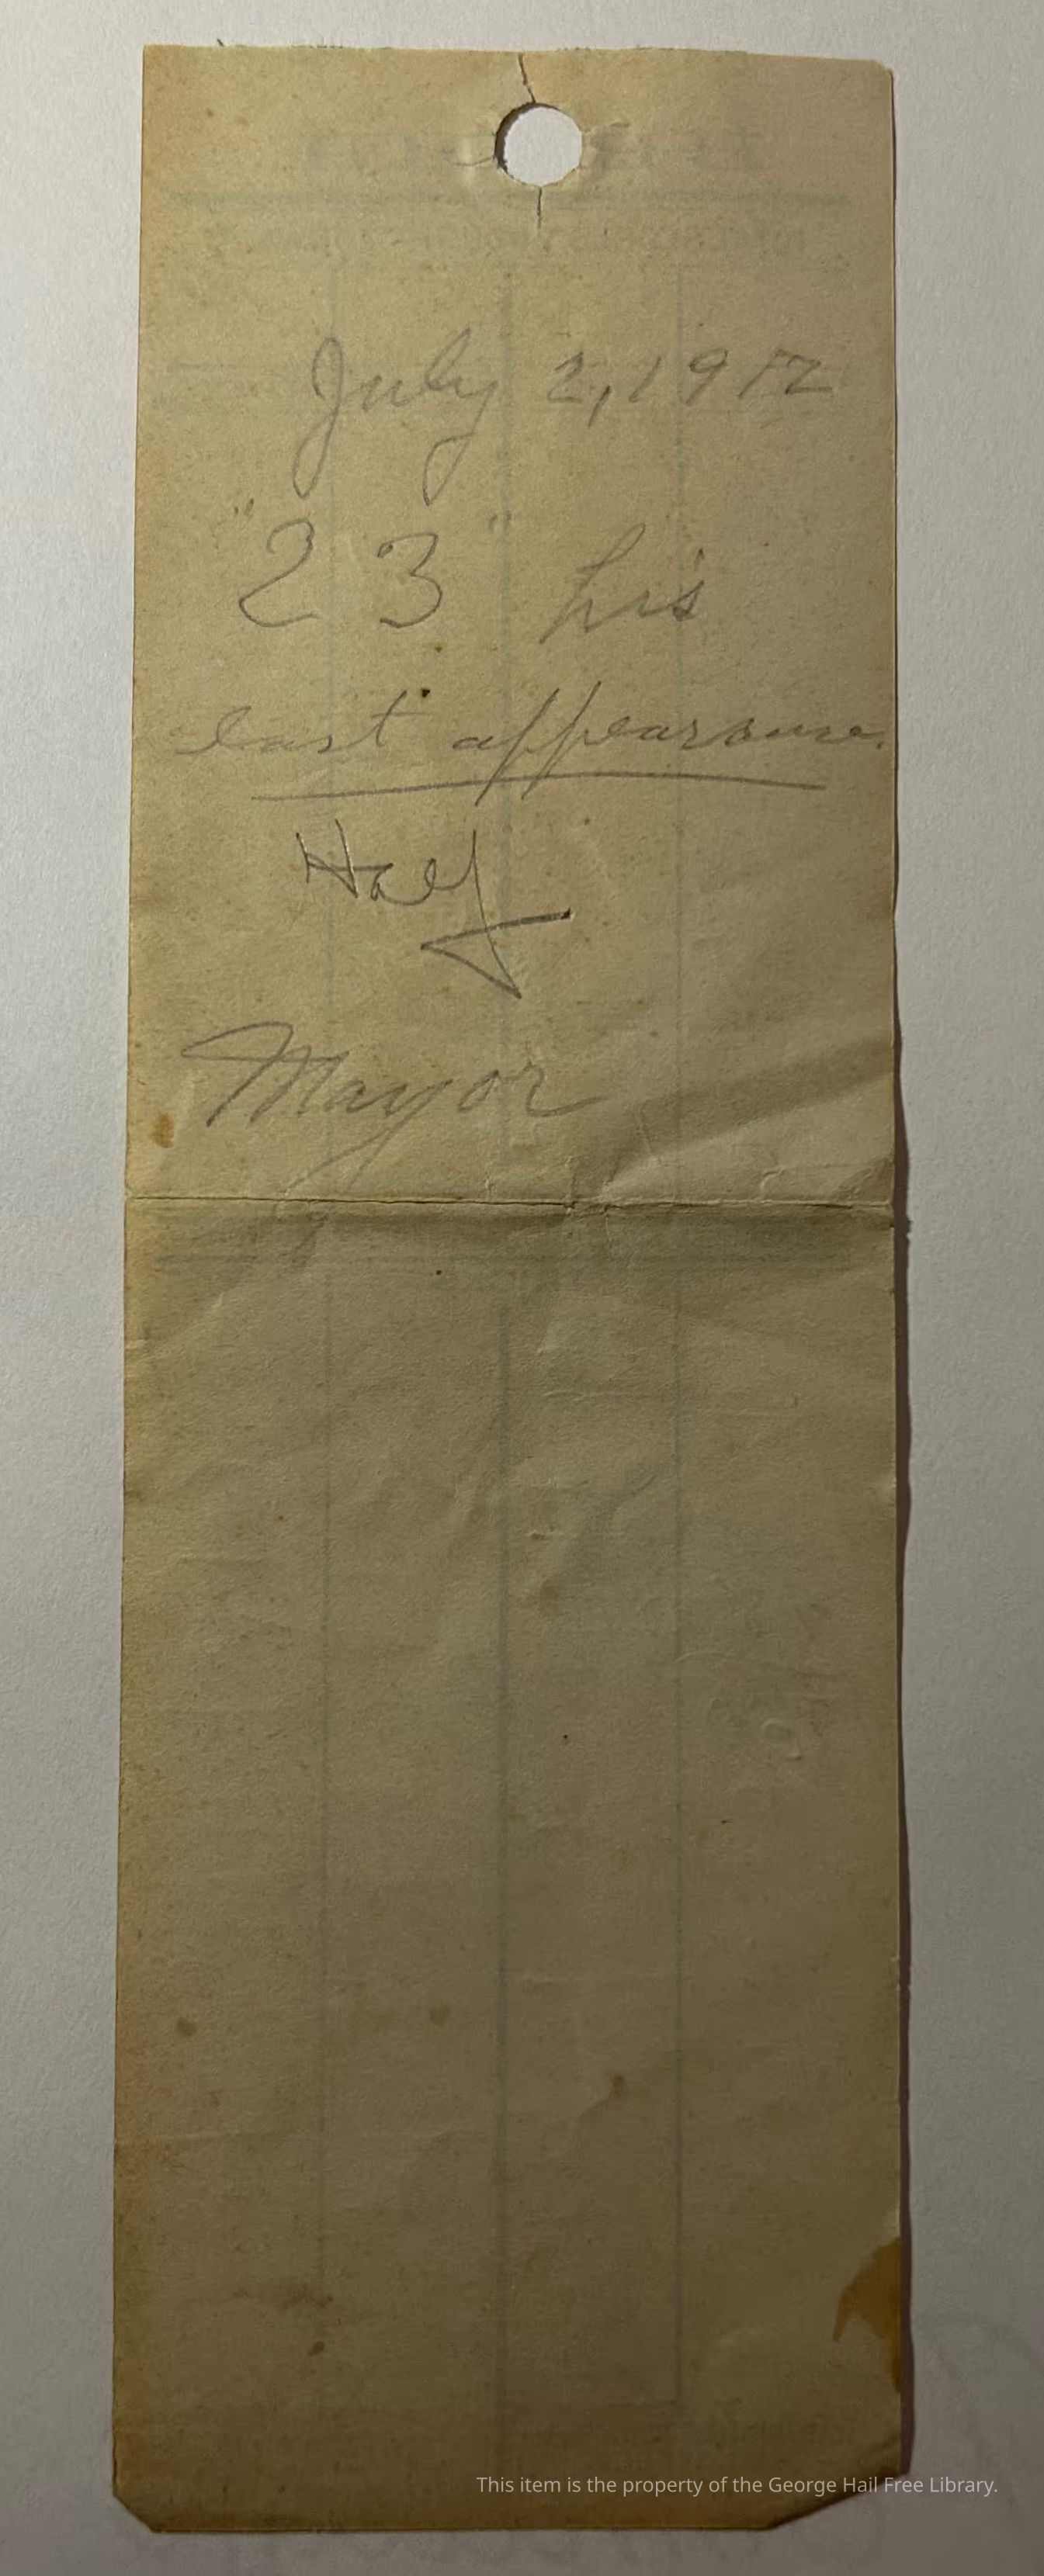 July 2, 1912
"23" his
last appearance.
Mayor
This item is the property of the George Hail Free Library.